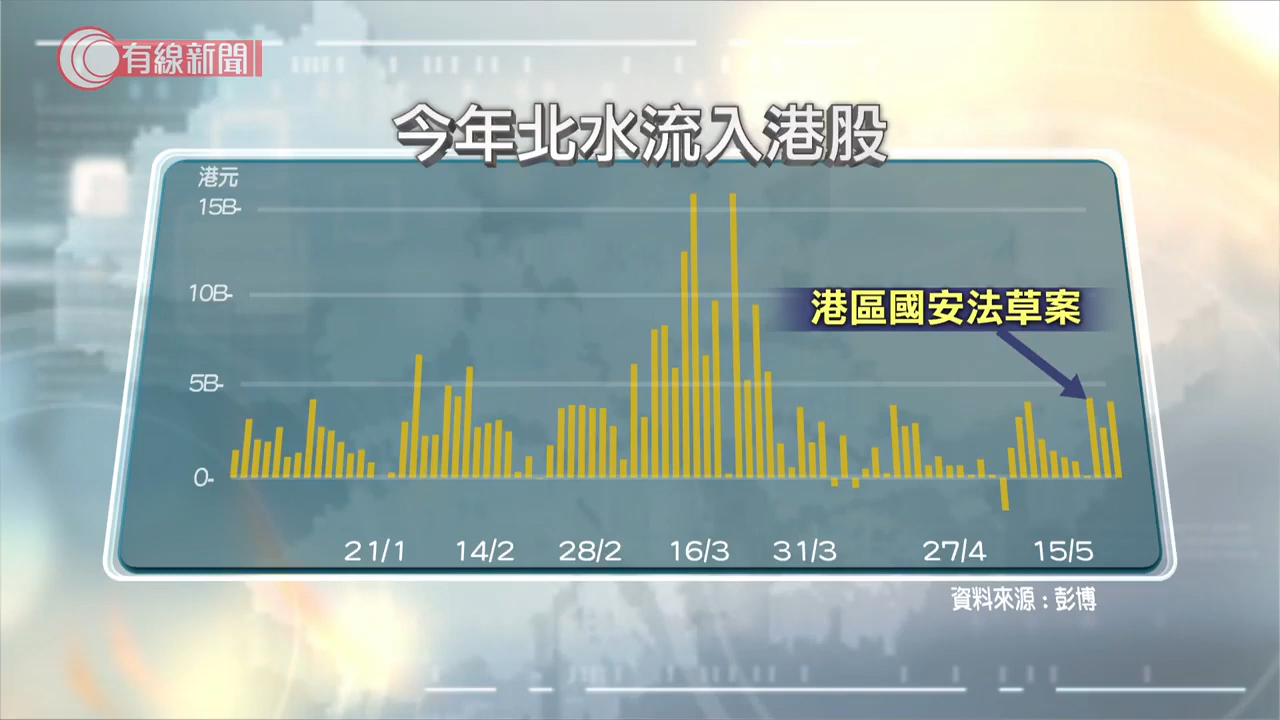 有線新聞
今年北水流入港股
港元
15B-
10B-
港區國安法草案
5B-
0-
21/1 14/2 28/2 16/3 31/3 27/4 15/5
資料來源：彭博